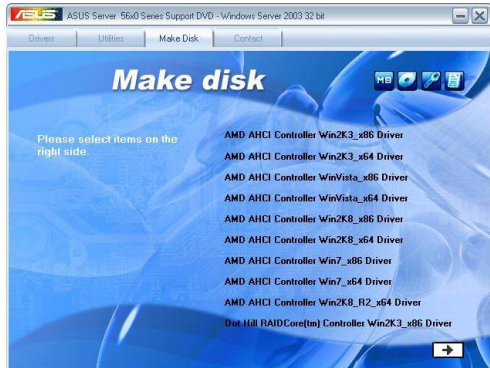 ASUS
ASUS Server 56x0 Series Support DVD - Windows Server 2003 32 bit
Drivers
Utilities
Make Disk
Contact
Make disk
MB
Please select items on the
right side.
AMD AHCI Controller Win2K3_x86 Driver
AMD AHCI Controller Win2K3_x64 Driver
AMD AHCI Controller WinVista_x86 Driver
AMD AHCI Controller WinVista_x64 Driver
AMD AHCI Controller Win2K8_x86 Driver
AMD AHCI Controller Win2K8_x64 Driver
AMD AHCI Controller Win7_x86 Driver
AMD AHCI Controller Win7_x64 Driver
AMD AHCI Controller Win2K8_R2_x64 Driver
Dot Hill RAIDCore(tm) Controller Win2K3_x86 Driver